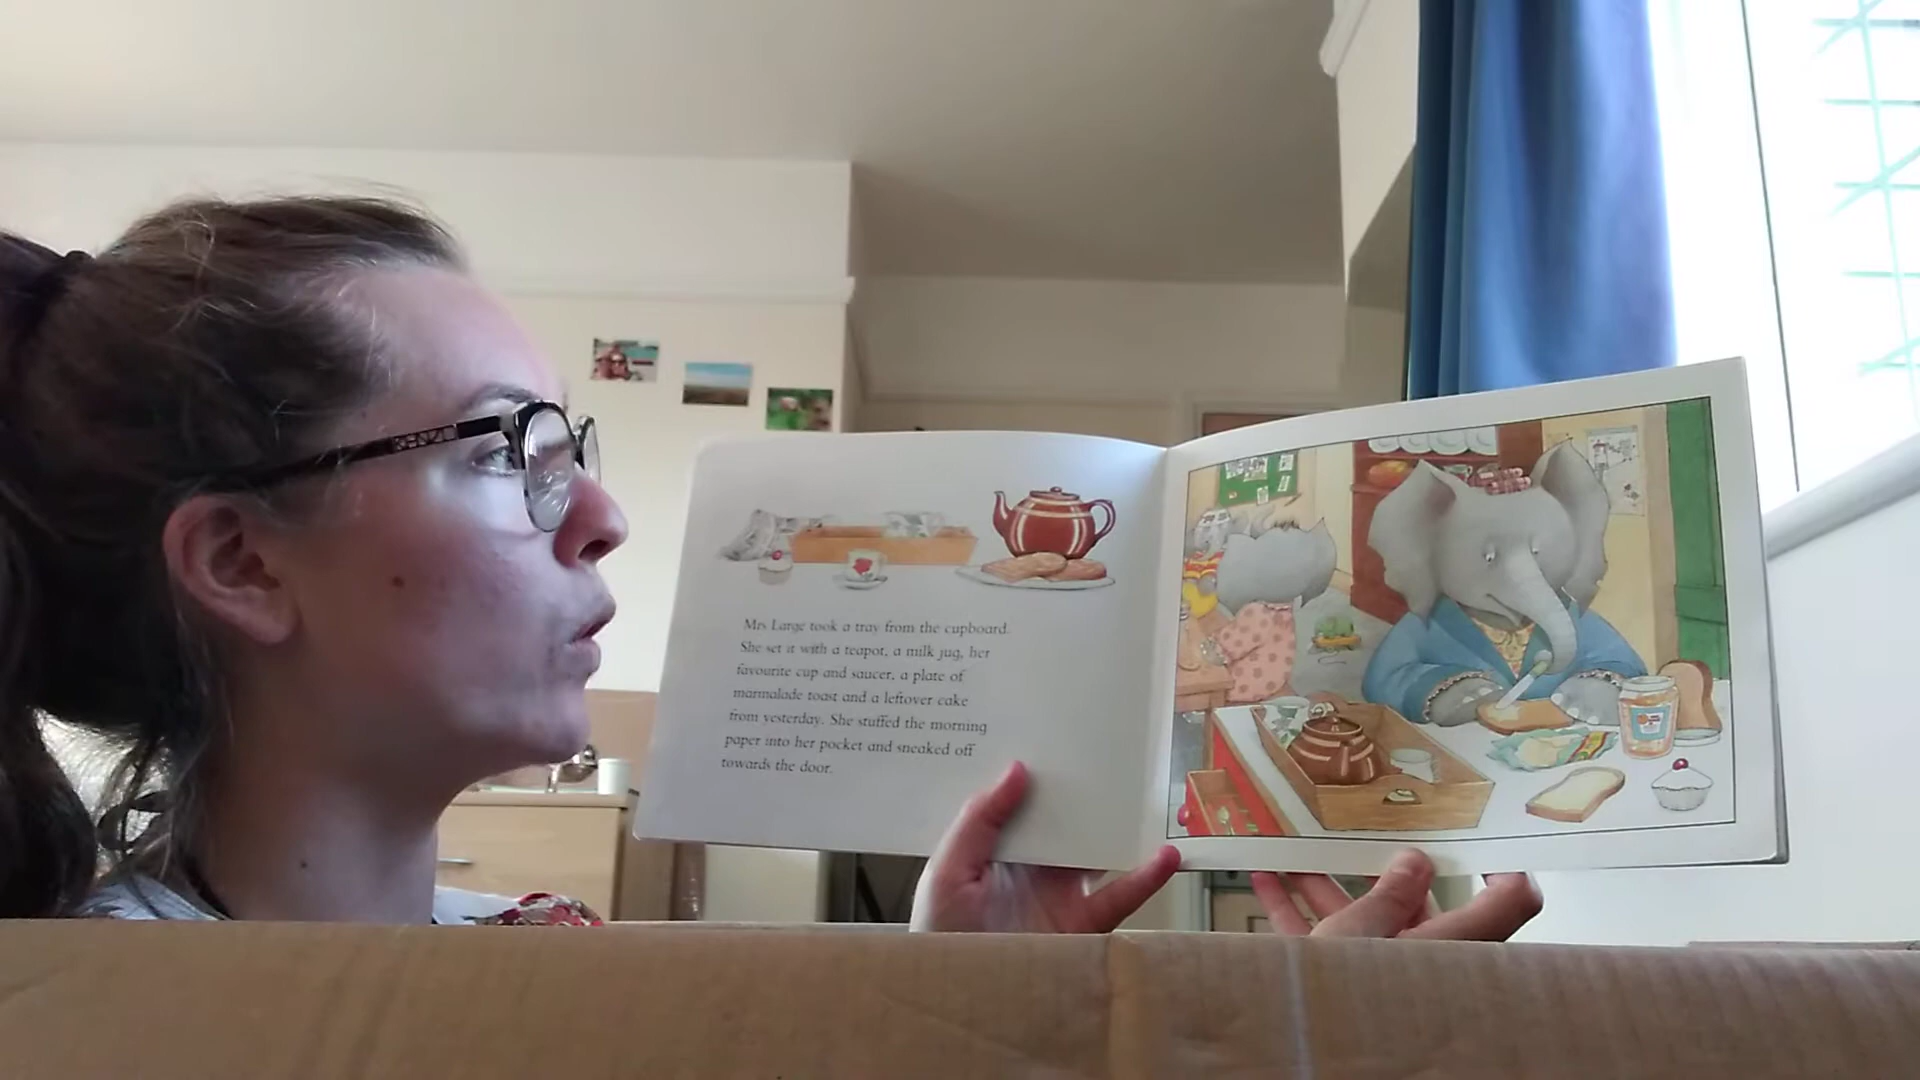 KENZO
Mrs Large took a tray from the cupboard.
She set it with a teapot, a milk jug, her
favourite cup and saucer, a plate of
marmalade toast and a leftover cake
from yesterday. She stuffed the morning
paper into her pocket and sneaked off
towards the door.